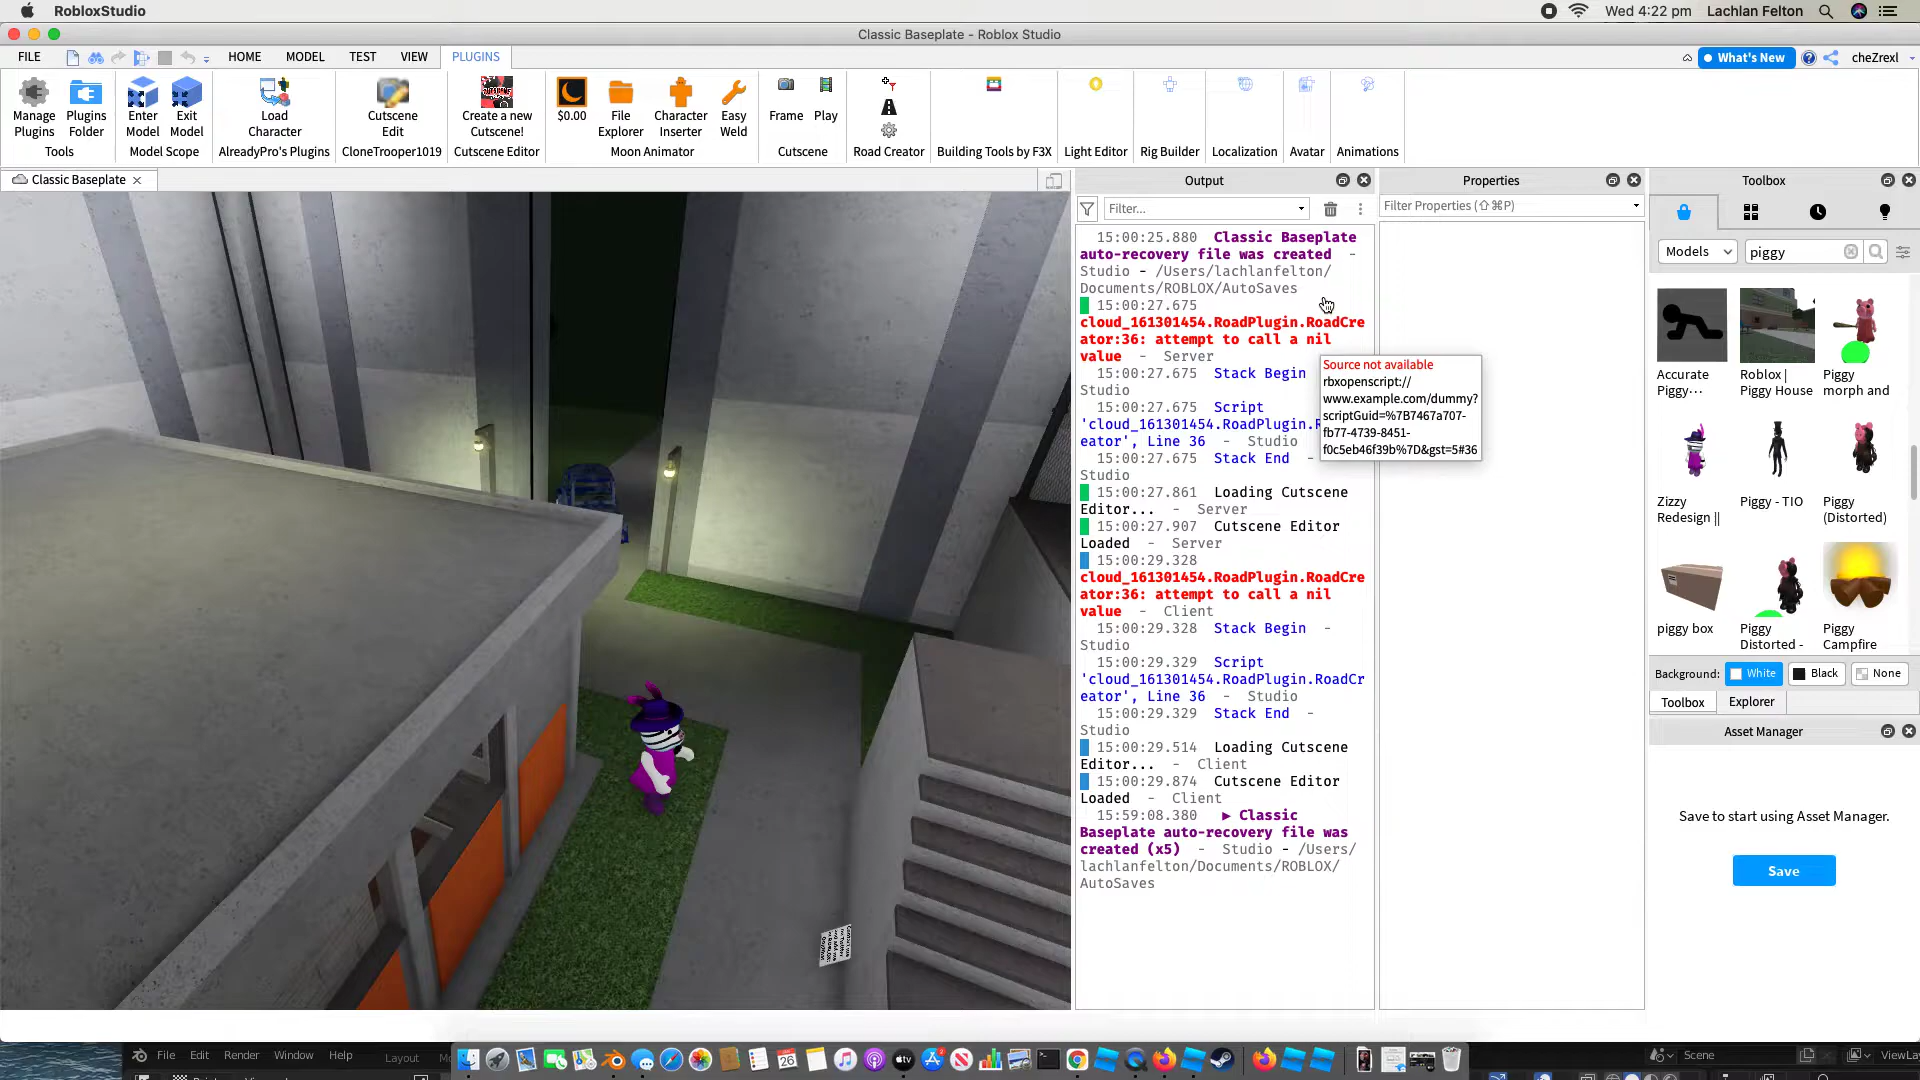 RobloxStudio
Wed 4:22 pm
Lachlan Felton
Classic Baseplate - Roblox Studio
FILE
HOME
MODEL
TEST
VIEW
PLUGINS
What's New
cheZrexl
Manage
Plugins
Plugins
Folder
Tools
Enter
Model
Exit
Model
Model Scope
Load
Character
AlreadyPro's Plugins
Cutscene
Edit
CloneTrooper1019
Create a new
Cutscene!
Cutscene Editor
$0.00
File
Explorer
Character
Inserter
Easy
Weld
Moon Animator
Frame
Play
Cutscene
Road Creator
Building Tools by F3X
Light Editor
Rig Builder
Localization
Avatar
Animations
Classic Baseplate
Output
Filter...
15:00:25.880 Classic Baseplate
auto-recovery file was created -
Studio - /Users/lachlanfelton/
Documents/ROBLOX/AutoSaves
15:00:27.675
cloud_161301454.RoadPlugin.RoadCre
ator:36: attempt to call a nil
value - Server
15:00:27.675 Stack Begin
Studio
15:00:27.675 Script
'cloud_161301454.RoadPlugin.R
eator', Line 36 - Studio
15:00:27.675 Stack End -
Studio
15:00:27.861 Loading Cutscene
Editor... - Server
15:00:27.907 Cutscene Editor
Loaded - Server
15:00:29.328
cloud_161301454.RoadPlugin.RoadCre
ator:36: attempt to call a nil
value - Client
15:00:29.328 Stack Begin -
Studio
15:00:29.329 Script
'cloud_161301454.RoadPlugin.RoadCr
eator', Line 36 - Studio
15:00:29.329 Stack End -
Studio
15:00:29.514 Loading Cutscene
Editor... - Client
15:00:29.874 Cutscene Editor
Loaded - Client
15:59:08.380 ▶ Classic
Baseplate auto-recovery file was
created (x5) - Studio - /Users/
lachlanfelton/Documents/ROBLOX/
AutoSaves
Source not available
rbxopenscript://
www.example.com/dummy?
scriptGuid=%7B7467a707-
fb77-4739-8451-
f0c5eb46f39b%7D&gst=5#36
Properties
Filter Properties (⇧⌘P)
Toolbox
Models
piggy
Accurate
Piggy...
Roblox |
Piggy House
Piggy
morph and
Zizzy
Redesign ||
Piggy - TIO
Piggy
(Distorted)
piggy box
Piggy
Distorted -
Piggy
Campfire
Background:
White
Black
None
Toolbox
Explorer
Asset Manager
Save to start using Asset Manager.
Save
File
Edit
Render
Window
Help
Layout
26
Scene
ViewLay